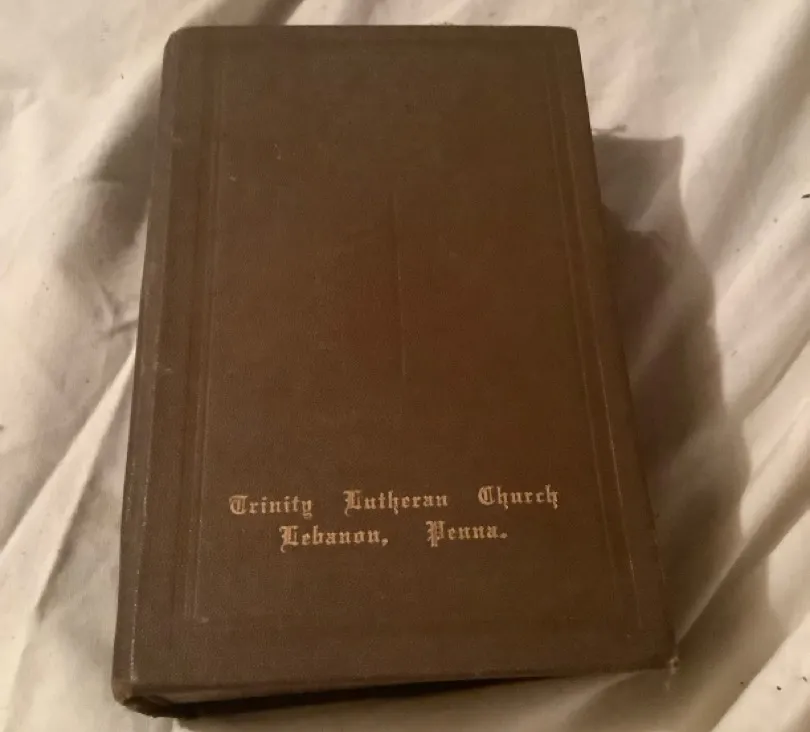 Trinity Lutheran Church
Lebanon, Penna.